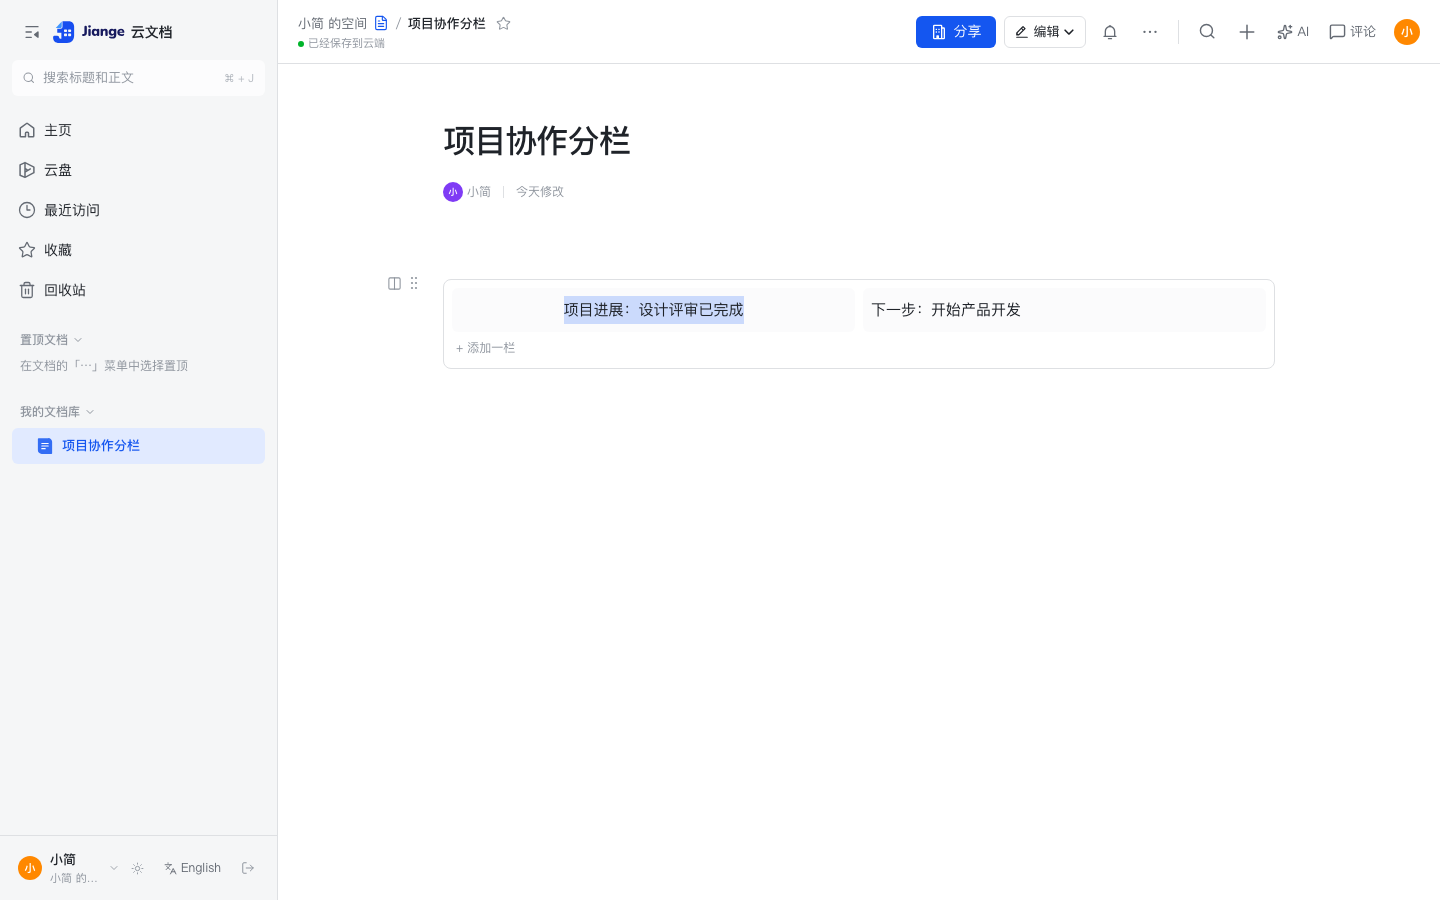 Jiange 云文档
搜索标题和正文 ⌘ + J
主页
云盘
最近访问
收藏
回收站
置顶文档
在文档的「…」菜单中选择置顶
我的文档库
项目协作分栏
小简
小简 的...
English
小简 的空间 / 项目协作分栏
已经保存到云端
分享
编辑
AI
评论
小
项目协作分栏
小 小简 今天修改
项目进展：设计评审已完成
下一步：开始产品开发
+ 添加一栏
小